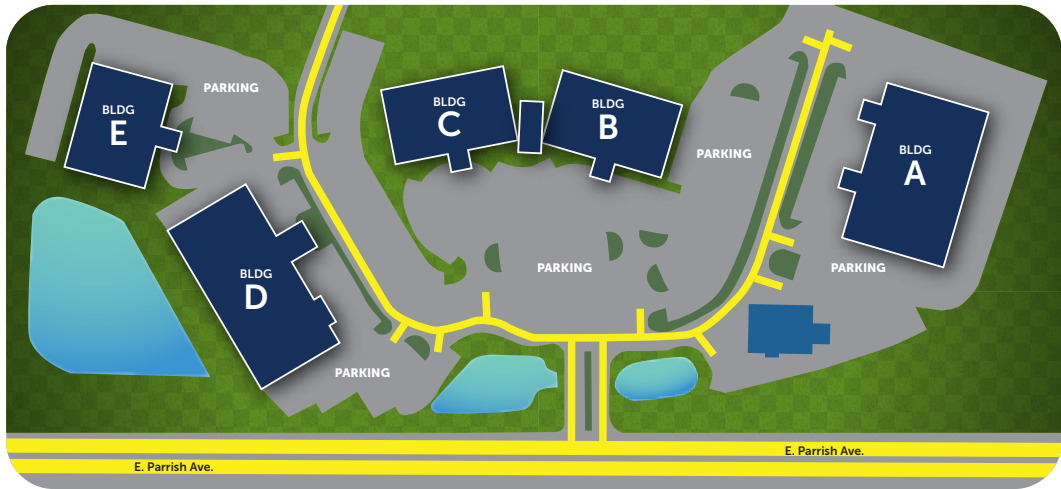 PARKING
BLDG
E
BLDG
C
BLDG
B
PARKING
BLDG
A
BLDG
D
PARKING
PARKING
PARKING
E. Parrish Ave.
E. Parrish Ave.